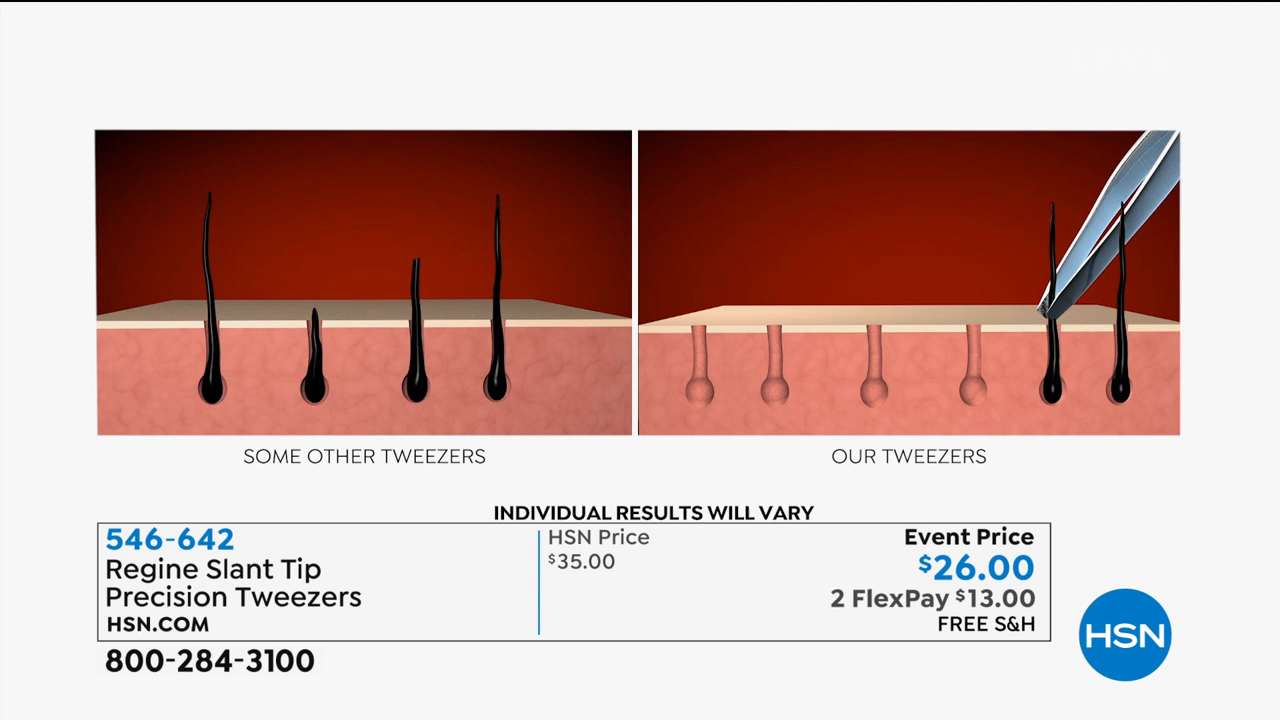 LIVE
SOME OTHER TWEEZERS
OUR TWEEZERS
INDIVIDUAL RESULTS WILL VARY
546-642
Regine Slant Tip
Precision Tweezers
HSN.COM
HSN Price
$35.00
Event Price
$26.00
2 FlexPay $13.00
FREE S&H
800-284-3100
HSN